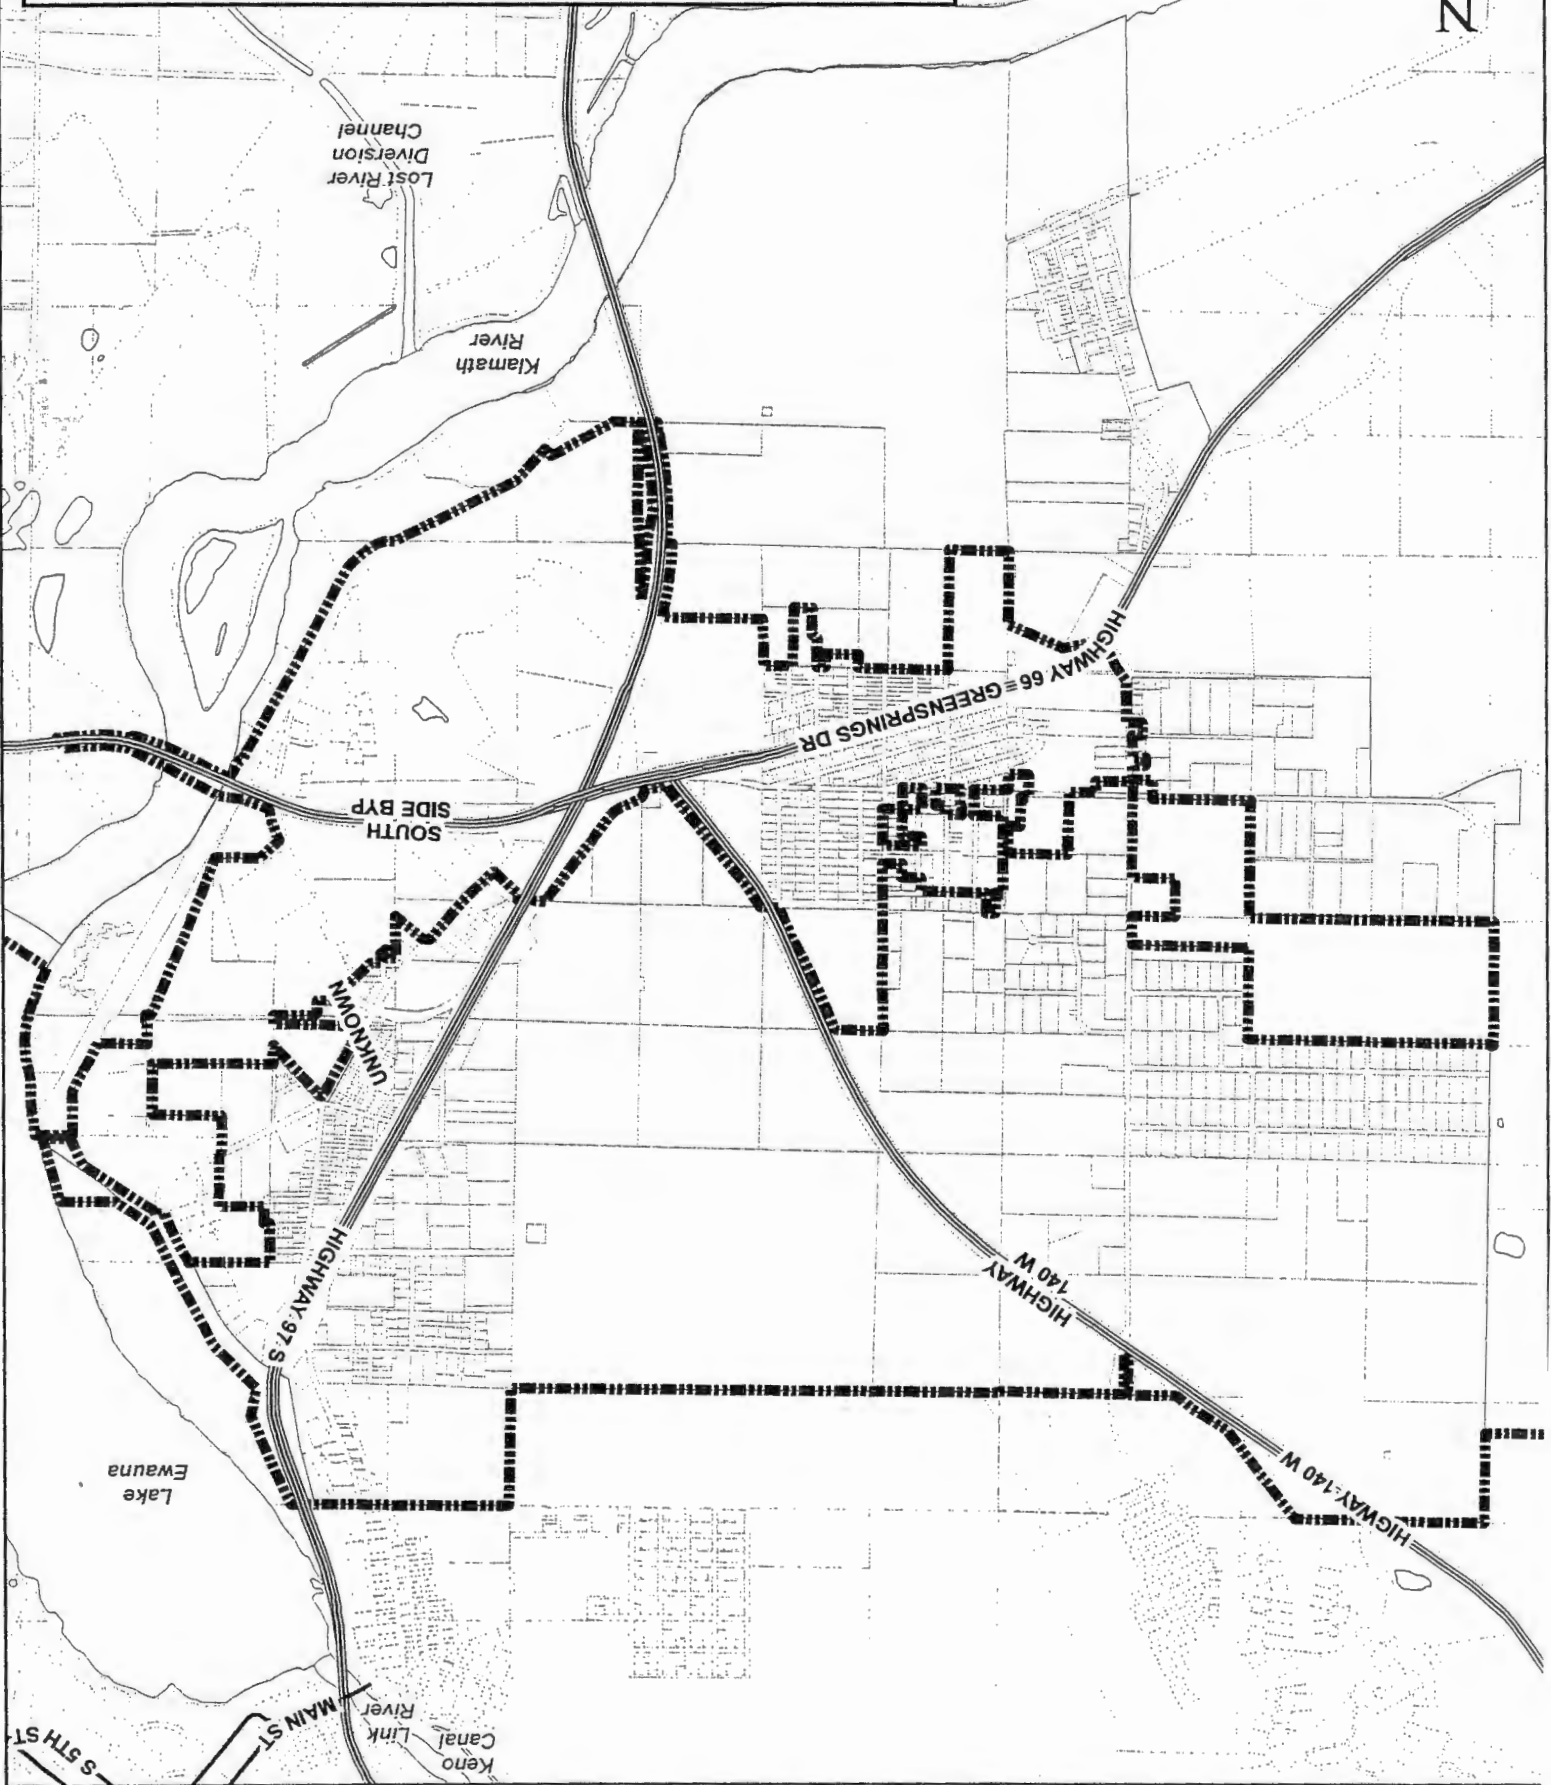 Keno
Canal
Link
River
MAIN ST
S 5TH ST
HIGHWAY 140 W
Lake
Ewauna
HIGHWAY
140 W
HIGHWAY 97 S
UNKNOWN
SOUTH
SIDE BYP
HIGHWAY 66 = GREENSPRINGS DR
Klamath
River
Lost River
Diversion
Channel
N